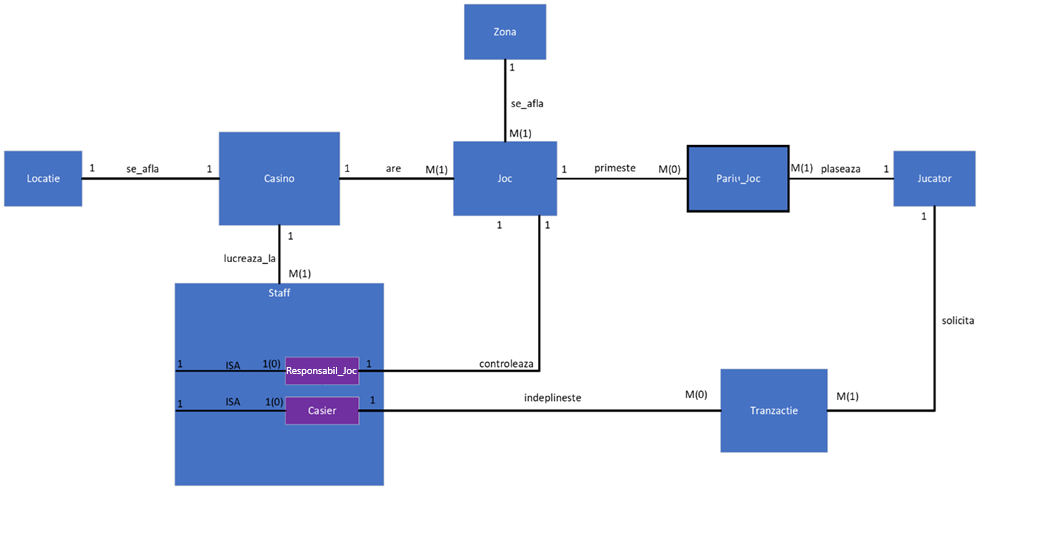 Zona
1
se_afla
M(1)
Locatie
1
se_afla
1
Casino
1
are
M(1)
Joc
1
primeste
M(0)
Pariu_Joc
M(1)
plaseaza
1
Jucator
1
1
1
1
lucreaza_la
M(1)
Staff
solicita
1
ISA
1(0)
Responsabil_Joc
1
controleaza
1
ISA
1(0)
Casier
1
indeplineste
M(0)
Tranzactie
M(1)